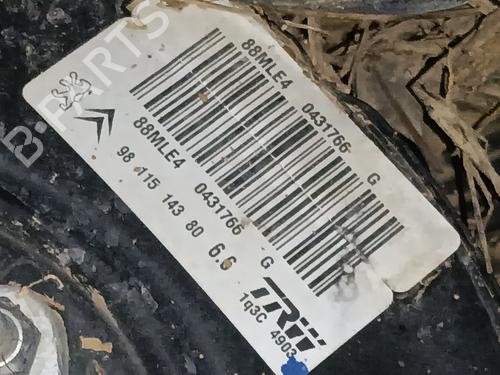 88MLE4 0431766 G
88MLE4 0431766 G
98 115 143 80 6.6
TRW
1q3C 4903
B-PARTS